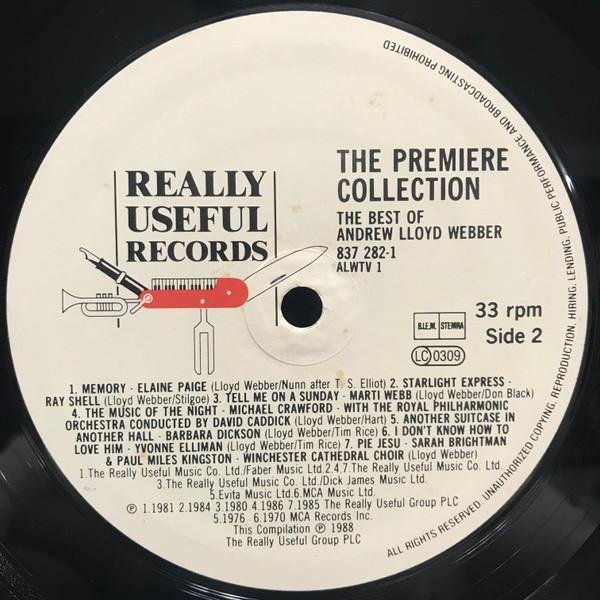 REALLY
USEFUL
RECORDS
THE PREMIERE
COLLECTION
THE BEST OF
ANDREW LLOYD WEBBER
837 282-1
ALWTV 1
33 rpm
Side 2
B.I.E.M. STEMRA
LC 0309
1. MEMORY - ELAINE PAIGE (Lloyd Webber/Nunn after T. S. Elliot) 2. STARLIGHT EXPRESS -
RAY SHELL (Lloyd Webber/Stilgoe) 3. TELL ME ON A SUNDAY - MARTI WEBB (Lloyd Webber/Don Black)
4. THE MUSIC OF THE NIGHT - MICHAEL CRAWFORD - WITH THE ROYAL PHILHARMONIC
ORCHESTRA CONDUCTED BY DAVID CADDICK (Lloyd Webber/Hart) 5. ANOTHER SUITCASE IN
ANOTHER HALL - BARBARA DICKSON (Lloyd Webber/Tim Rice) 6. I DON'T KNOW HOW TO
LOVE HIM - YVONNE ELLIMAN (Lloyd Webber/Tim Rice) 7. PIE JESU - SARAH BRIGHTMAN
& PAUL MILES KINGSTON - WINCHESTER CATHEDRAL CHOIR (Lloyd Webber)
1.The Really Useful Music Co. Ltd./Faber Music Ltd.2,4,7.The Really Useful Music Co. Ltd.
3.The Really Useful Music Co. Ltd./Dick James Music Ltd.
5.Evita Music Ltd.6.MCA Music Ltd.
Ⓟ 1.1981 2.1984 3.1980 4.1986 7.1985 The Really Useful Group PLC
5.1976 6.1970 MCA Records Inc.
This Compilation Ⓟ 1988
The Really Useful Group PLC
ALL RIGHTS RESERVED. UNAUTHORIZED COPYING, REPRODUCTION, HIRING, LENDING, PUBLIC PERFORMANCE AND BROADCASTING PROHIBITED